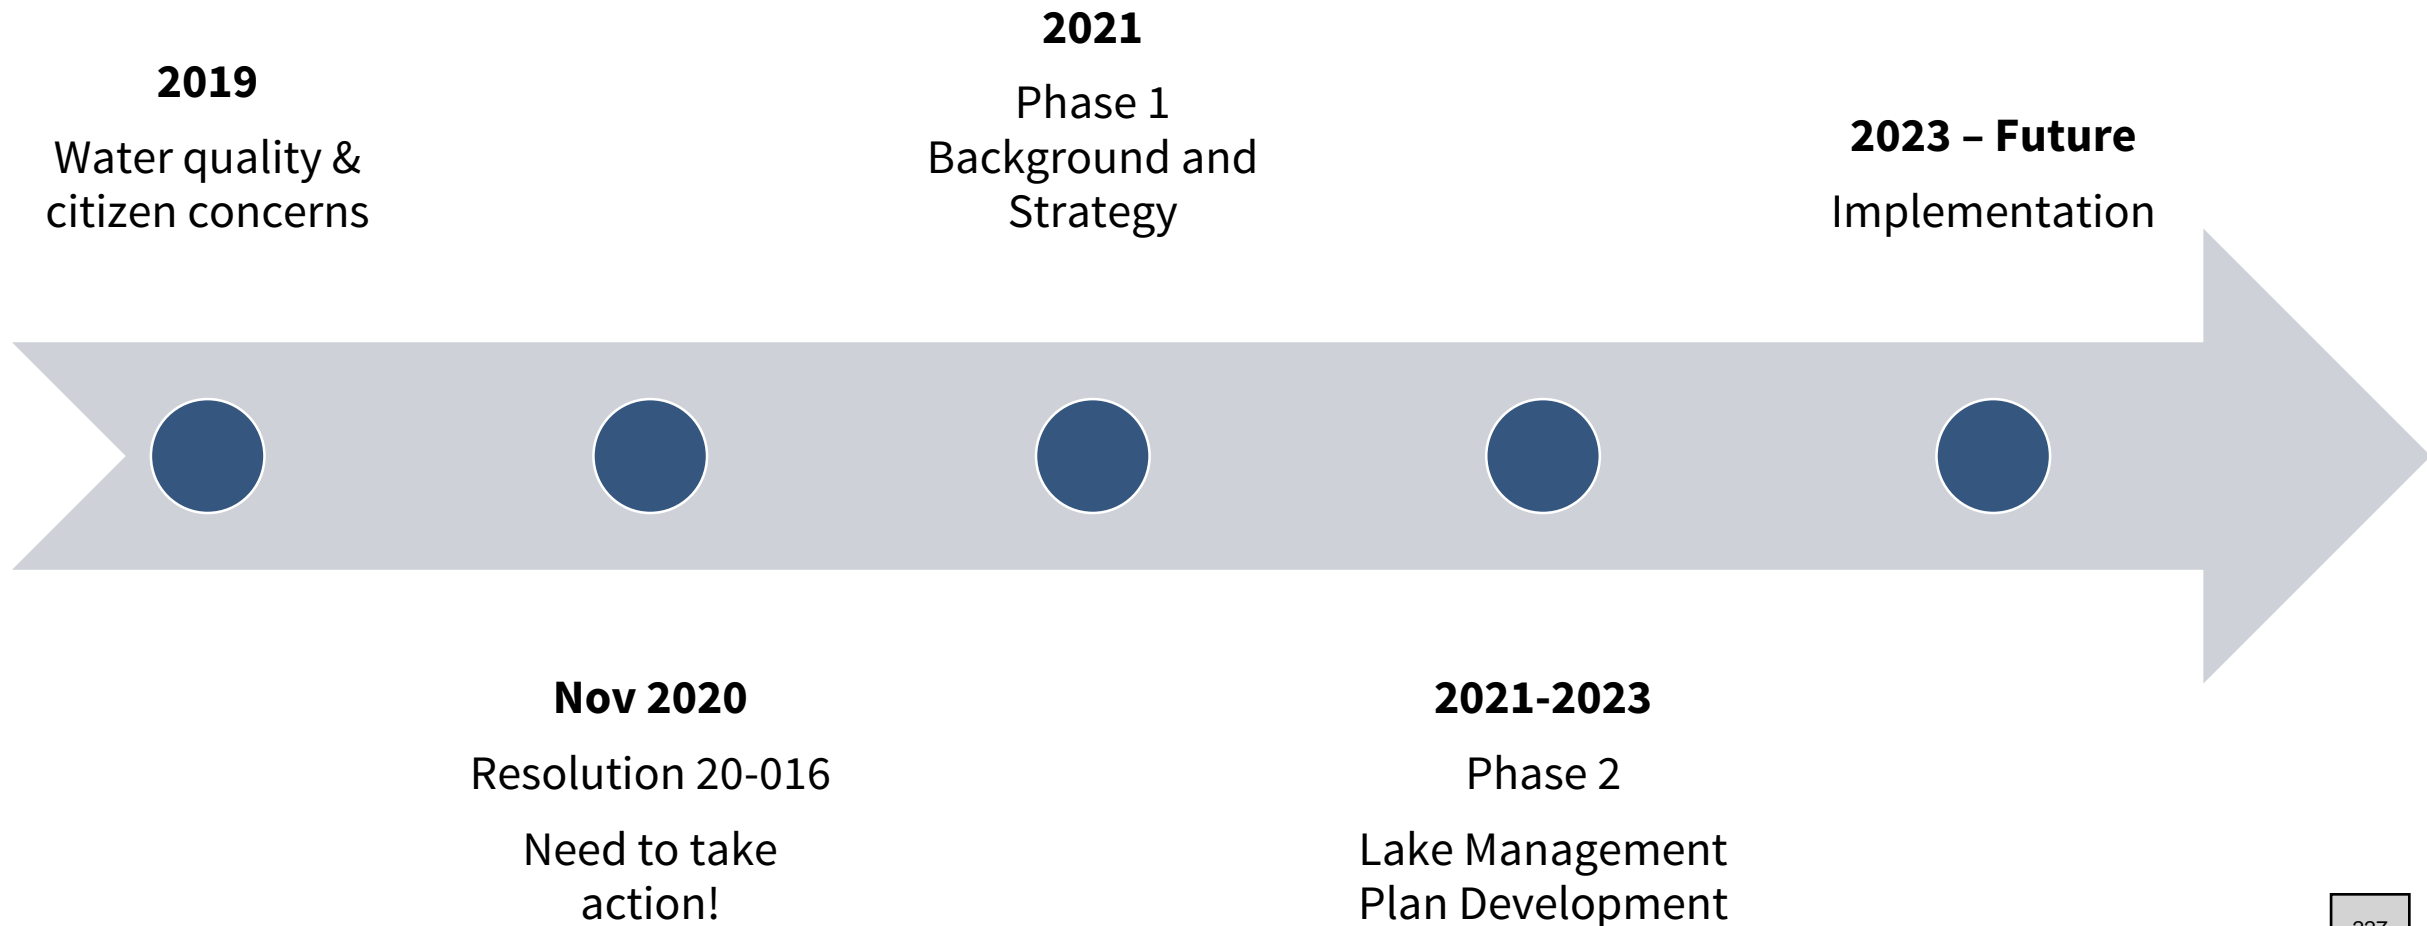 2019
Water quality &
citizen concerns
Nov 2020
Resolution 20-016
Need to take
action!
2021
Phase 1
Background and
Strategy
2021-2023
Phase 2
Lake Management
Plan Development
2023 – Future
Implementation